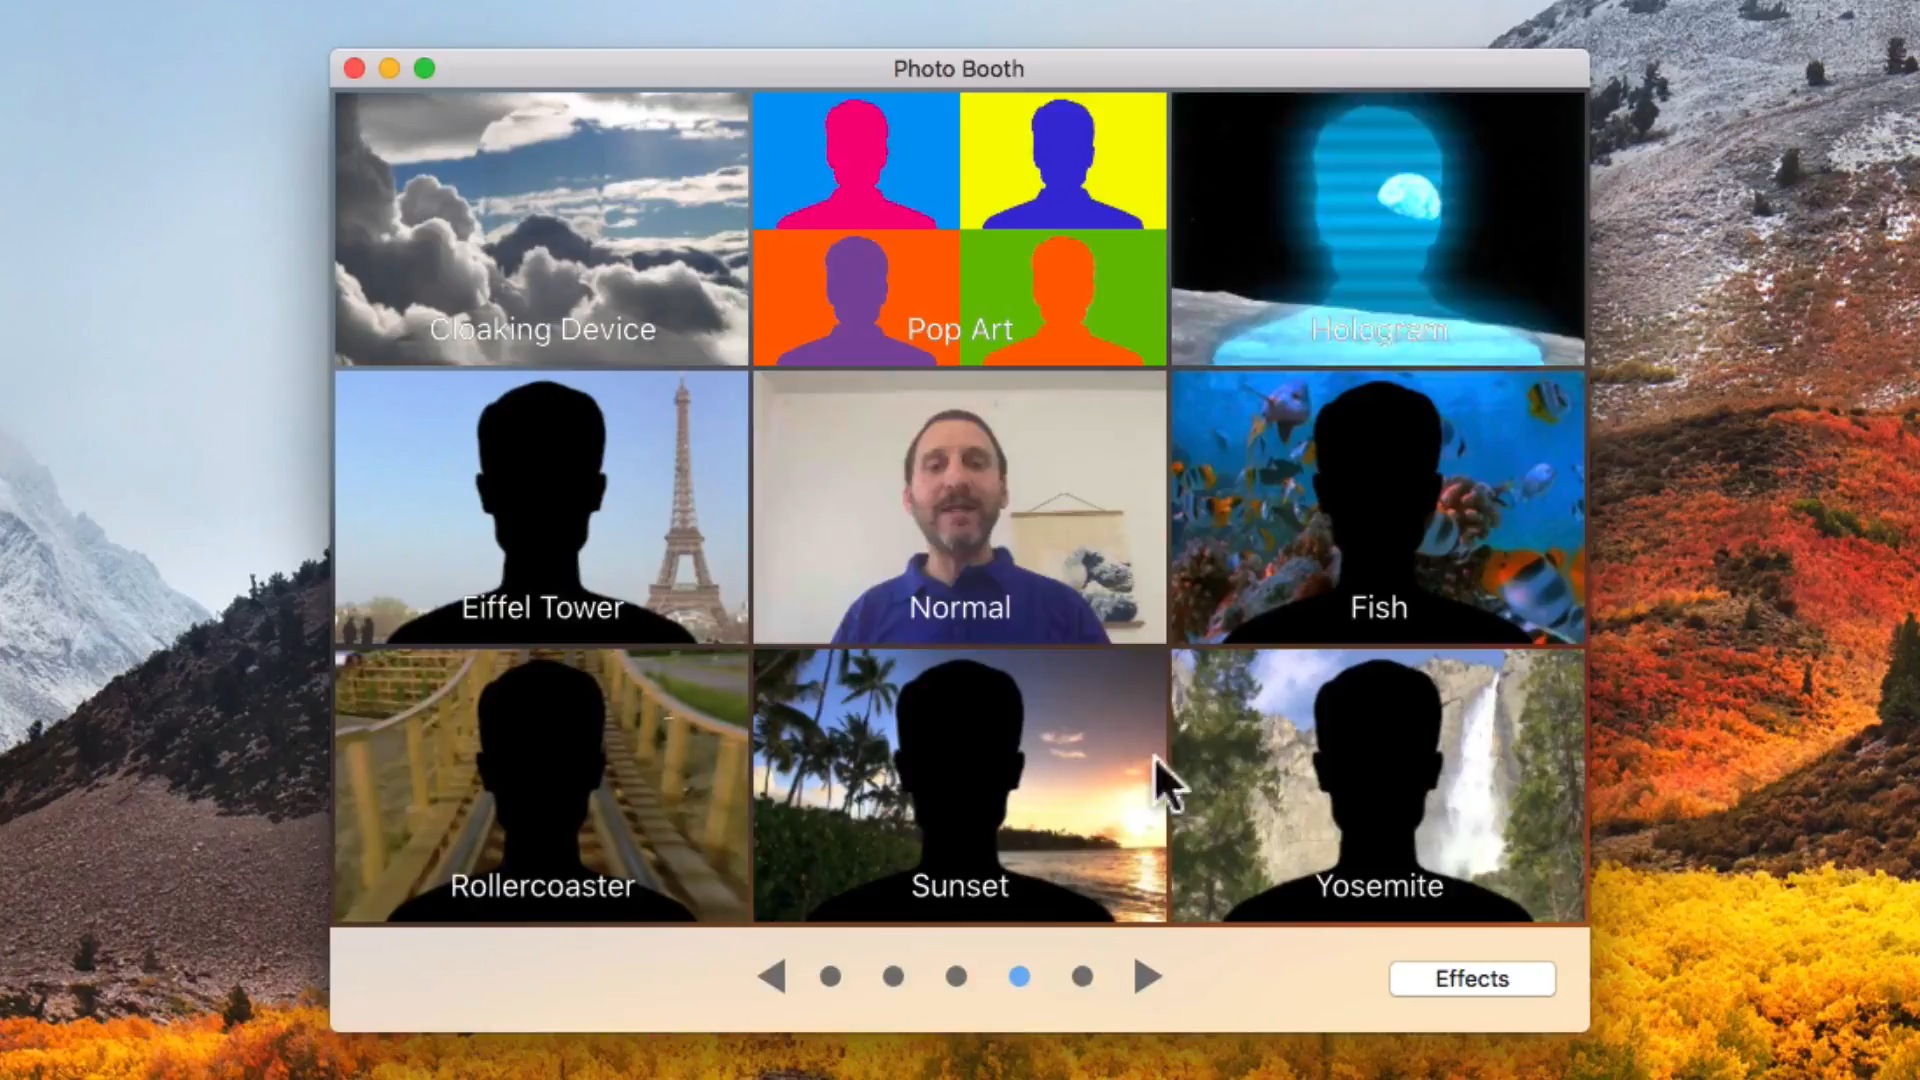 Photo Booth
Cloaking Device
Pop Art
Hologram
Eiffel Tower
Normal
Fish
Rollercoaster
Sunset
Yosemite
Effects